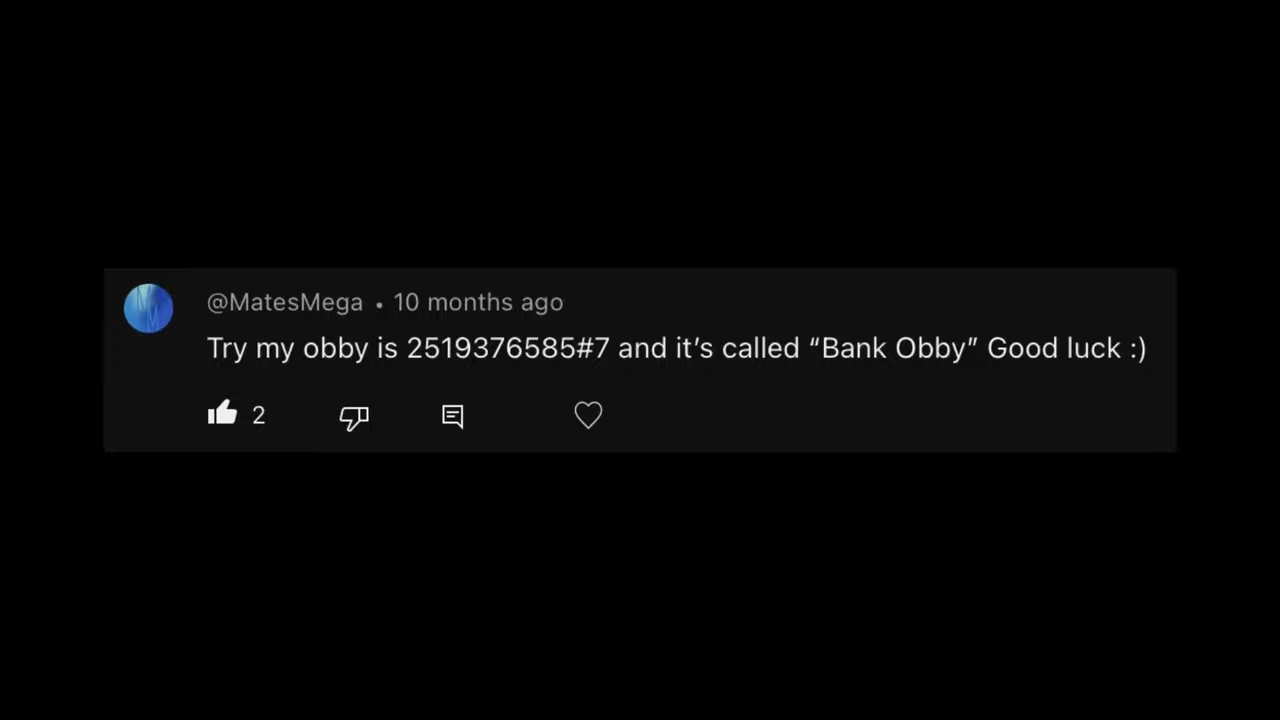 @MatesMega • 10 months ago
Try my obby is 2519376585#7 and it’s called “Bank Obby” Good luck :)
2